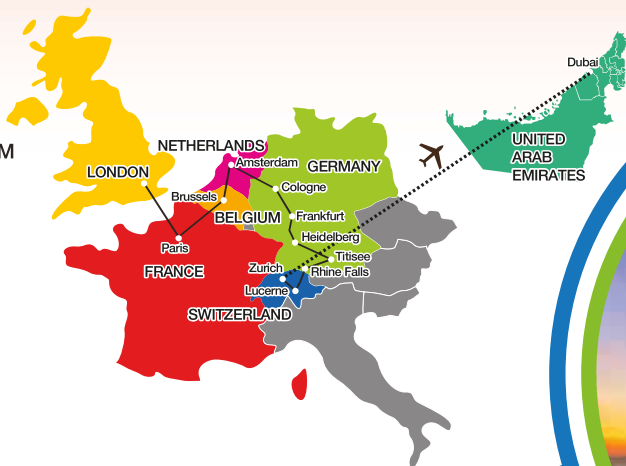 Dubai
UNITED
ARAB
EMIRATES
M
NETHERLANDS
Amsterdam
GERMANY
LONDON
Cologne
Brussels
BELGIUM
Frankfurt
Heidelberg
Paris
Titisee
FRANCE
Zurich
Rhine Falls
Lucerne
SWITZERLAND